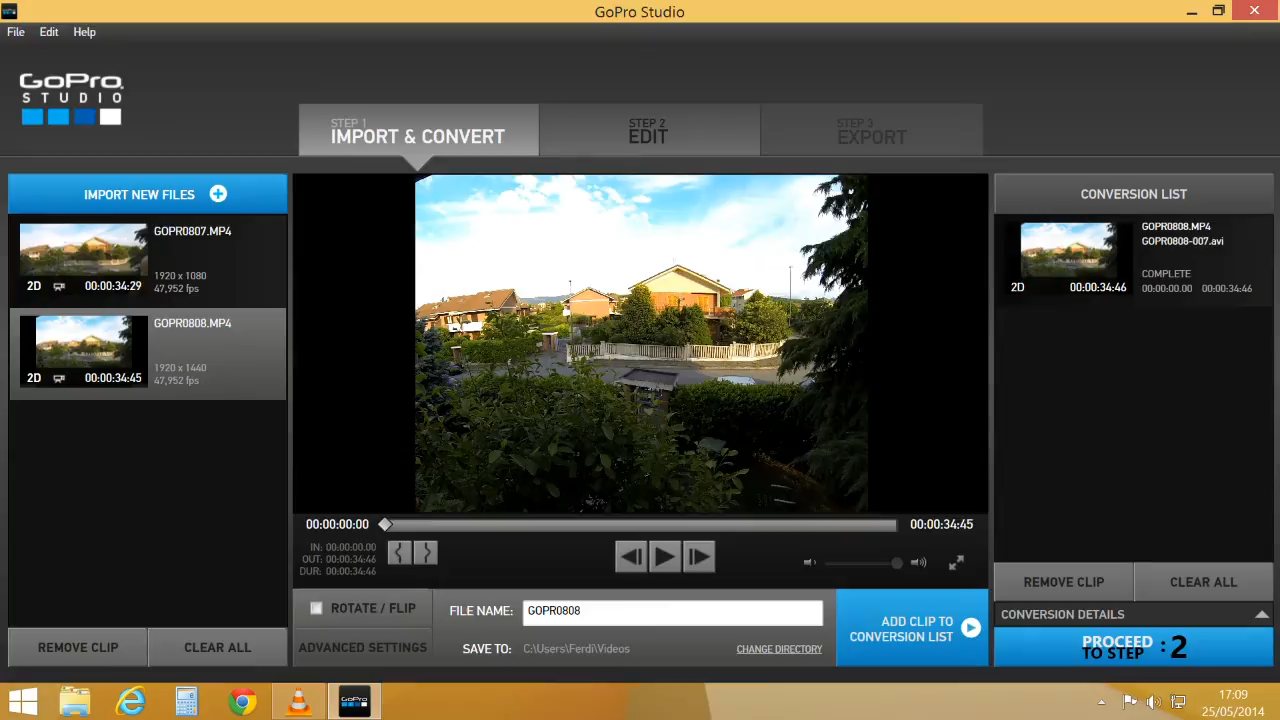 GoPro Studio
File Edit Help
GoPro
STUDIO
STEP 1
IMPORT & CONVERT
STEP 2
EDIT
STEP 3
EXPORT
IMPORT NEW FILES
GOPR0807.MP4
1920 x 1080
47,952 fps
2D 00:00:34:29
GOPR0808.MP4
1920 x 1440
47,952 fps
2D 00:00:34:45
00:00:00:00
00:00:34:45
IN: 00:00:00.00
OUT: 00:00:34:46
DUR: 00:00:34:46
ROTATE / FLIP
ADVANCED SETTINGS
FILE NAME: GOPR0808
SAVE TO: C:\Users\Ferdi\Videos
CHANGE DIRECTORY
ADD CLIP TO
CONVERSION LIST
REMOVE CLIP
CLEAR ALL
CONVERSION LIST
GOPR0808.MP4
GOPR0808-007.avi
COMPLETE
00:00:00.00 00:00:34:46
2D 00:00:34:46
REMOVE CLIP
CLEAR ALL
CONVERSION DETAILS
PROCEED
TO STEP : 2
GoPro
17:09
25/05/2014